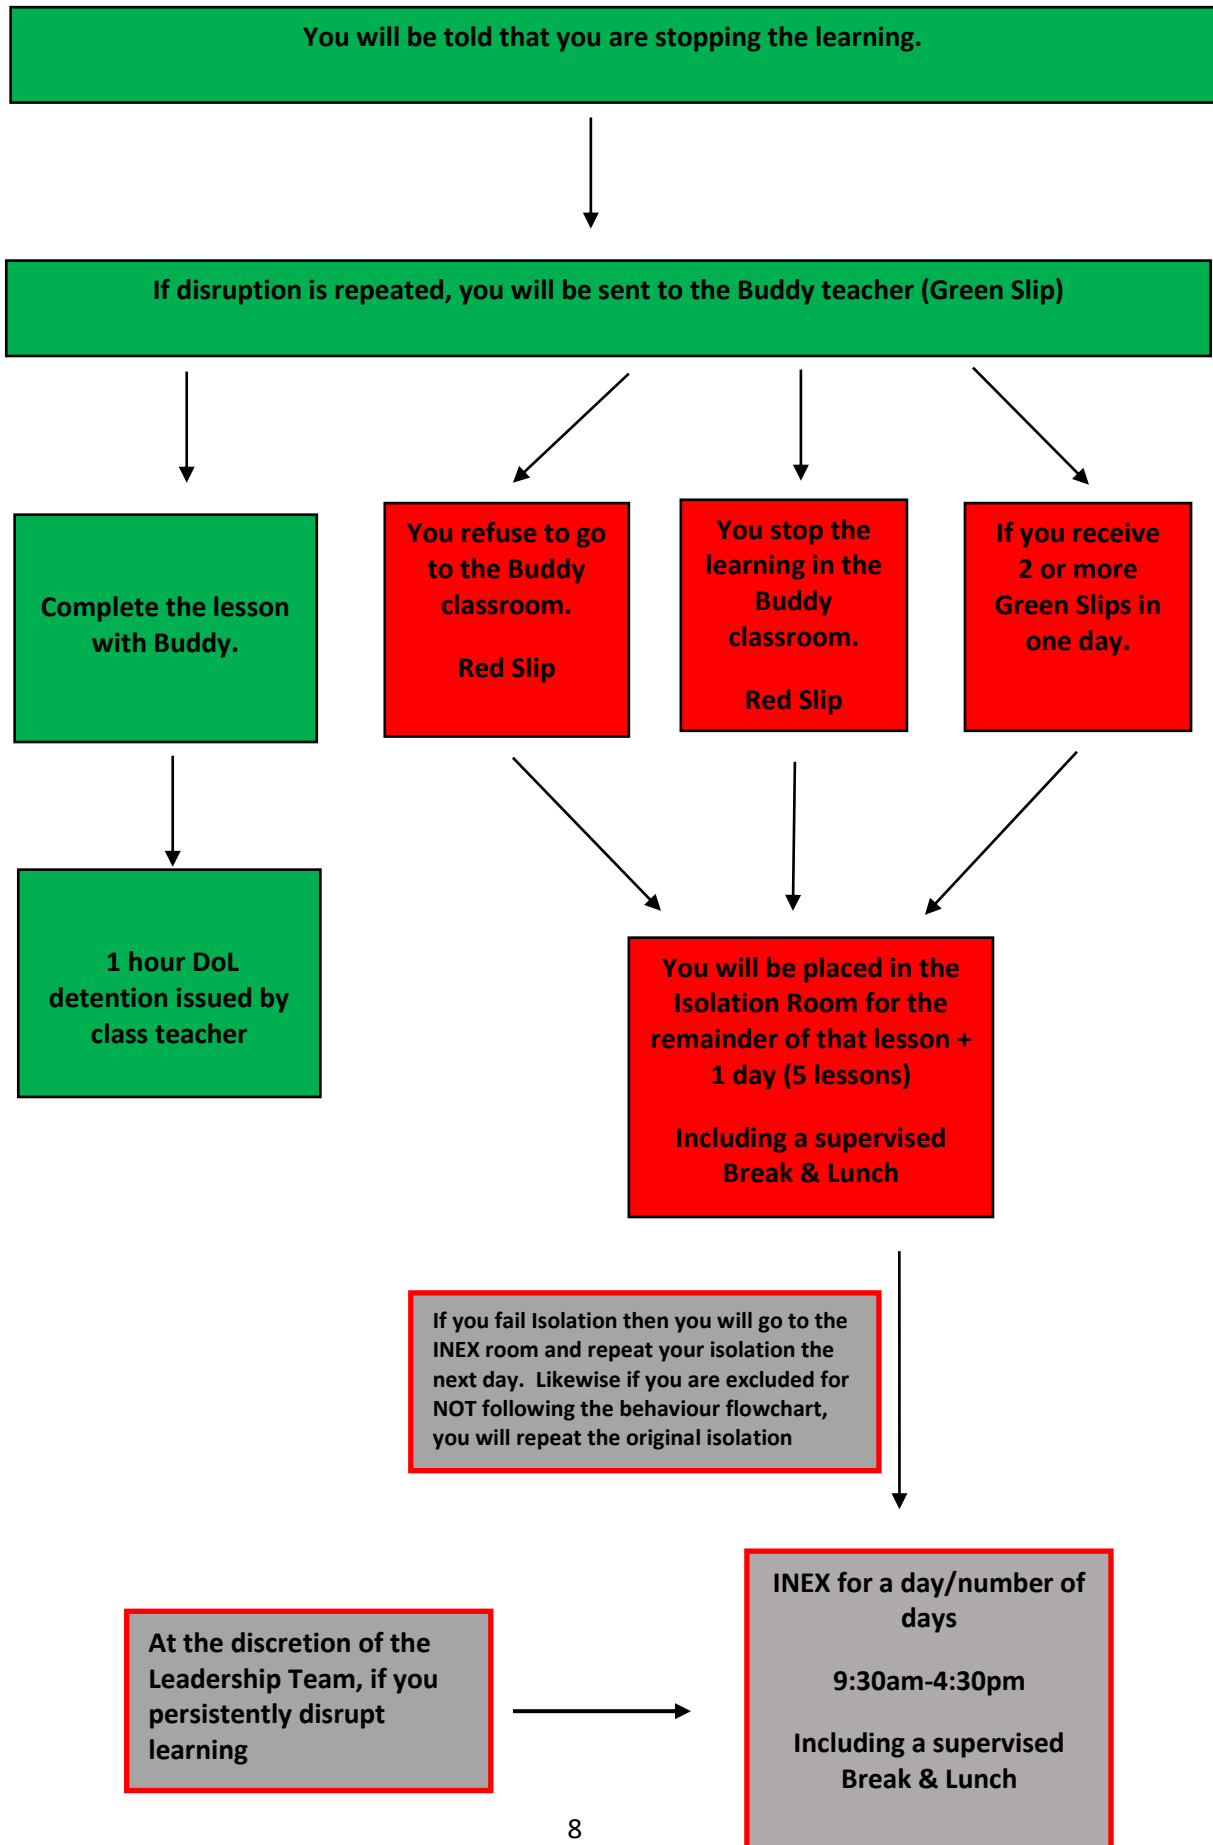 You will be told that you are stopping the learning.
If disruption is repeated, you will be sent to the Buddy teacher (Green Slip)
Complete the lesson
with Buddy.
You refuse to go
to the Buddy
classroom.
Red Slip
You stop the
learning in the
Buddy
classroom.
Red Slip
If you receive
2 or more
Green Slips in
one day.
1 hour DoL
detention issued by
class teacher
You will be placed in the
Isolation Room for the
remainder of that lesson +
1 day (5 lessons)
Including a supervised
Break & Lunch
If you fail Isolation then you will go to the
INEX room and repeat your isolation the
next day.  Likewise if you are excluded for
NOT following the behaviour flowchart,
you will repeat the original isolation
At the discretion of the
Leadership Team, if you
persistently disrupt
learning
INEX for a day/number of
days
9:30am-4:30pm
Including a supervised
Break & Lunch
8